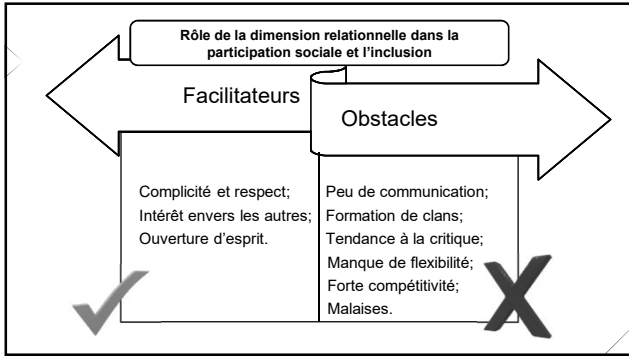 Rôle de la dimension relationnelle dans la
participation sociale et l’inclusion
Facilitateurs
Obstacles
Complicité et respect;
Intérêt envers les autres;
Ouverture d’esprit.
Peu de communication;
Formation de clans;
Tendance à la critique;
Manque de flexibilité;
Forte compétitivité;
Malaises.